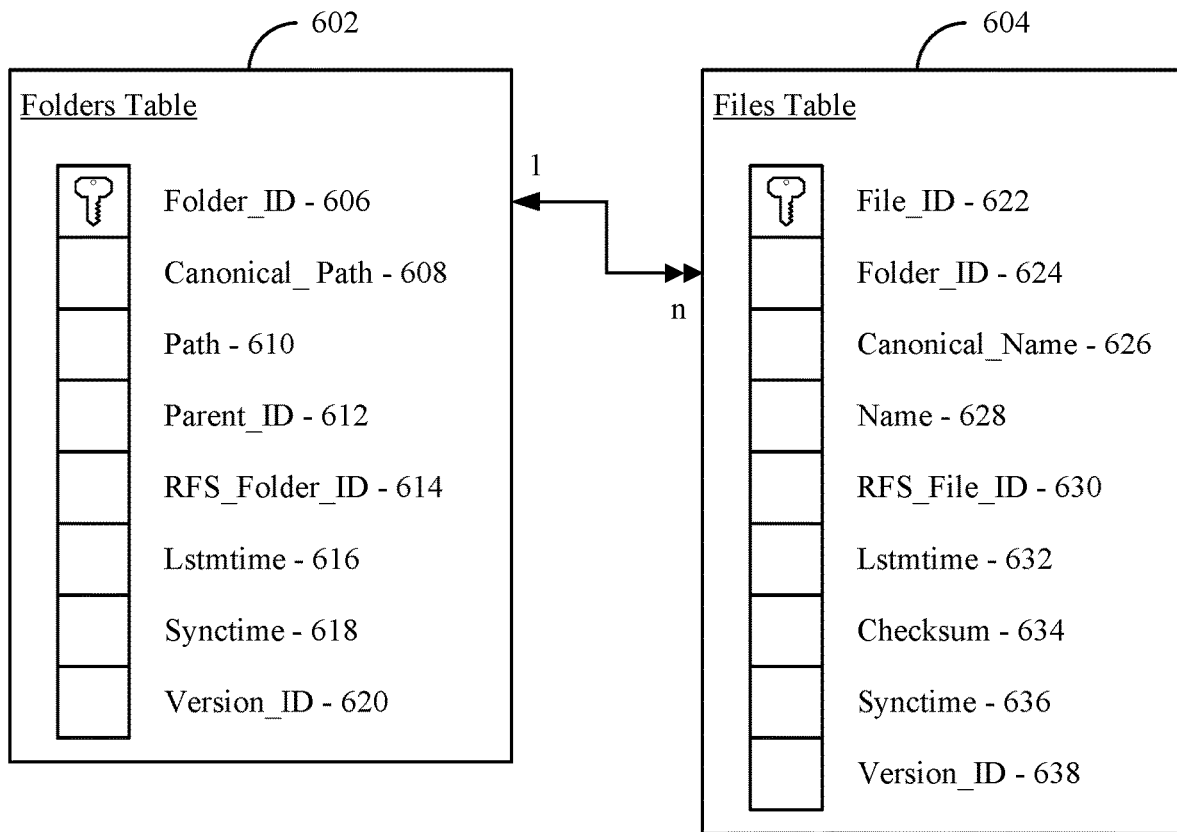 602
604
Folders Table
Folder_ID - 606
Canonical_ Path - 608
Path - 610
Parent_ID - 612
RFS_Folder_ID - 614
Lstmtime - 616
Synctime - 618
Version_ID - 620
1
n
Files Table
File_ID - 622
Folder_ID - 624
Canonical_Name - 626
Name - 628
RFS_File_ID - 630
Lstmtime - 632
Checksum - 634
Synctime - 636
Version_ID - 638